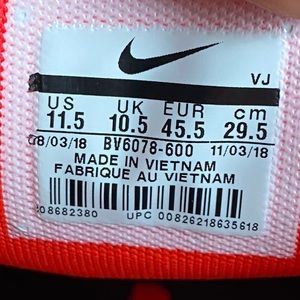 VJ
US UK EUR cm
11.5 10.5 45.5 29.5
08/03/18 BV6078-600 11/03/18
MADE IN VIETNAM
FABRIQUE AU VIETNAM
208682380 UPC 00826218635618